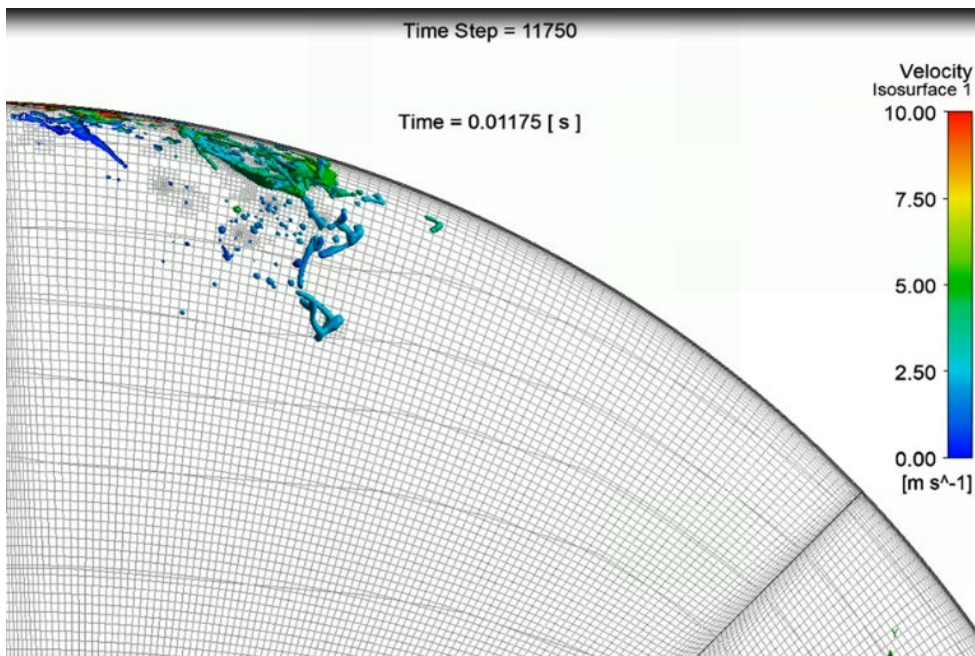 Time Step = 11750
Time = 0.01175 [ s ]
Velocity
Isosurface 1
10.00
7.50
5.00
2.50
0.00
[m s^-1]
Y